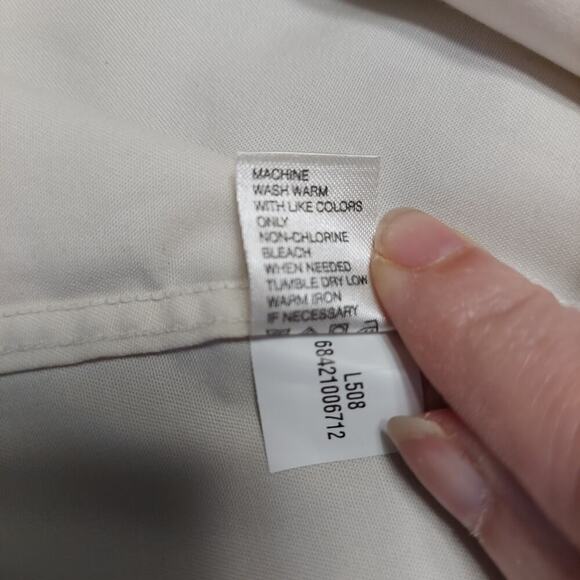 MACHINE
WASH WARM
WITH LIKE COLORS
ONLY
NON-CHLORINE
BLEACH
WHEN NEEDED
TUMBLE DRY LOW
WARM IRON
IF NECESSARY
L508
68421006712